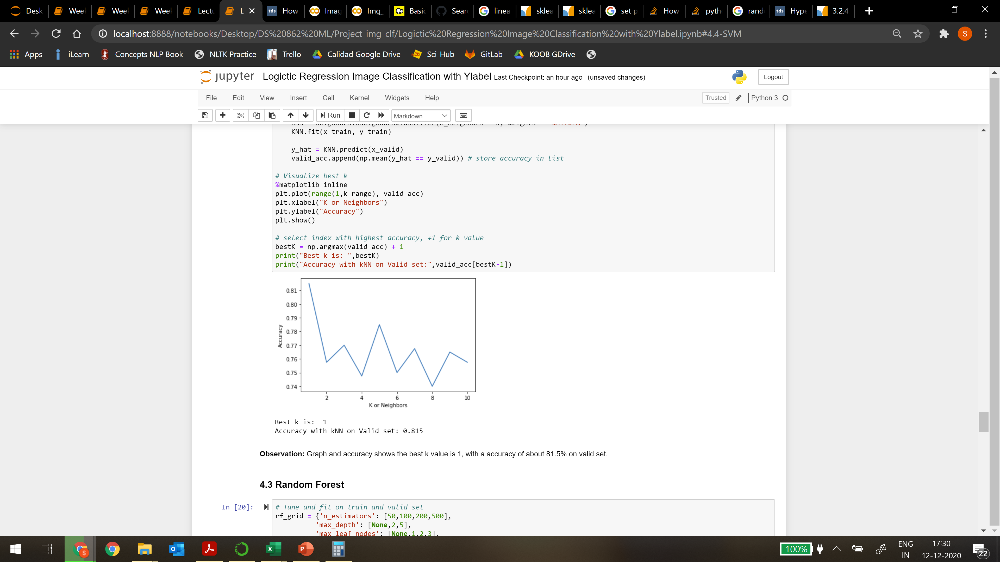 Desk
Week
Week
Week
Lectu
L
tds
How
Imag
Img_
Basic
Sear
linea
sklea
sklea
set p
How
pyth
rand
tds
Hype
3.2.4
localhost:8888/notebooks/Desktop/DS%20862%20ML/Project_img_clf/Logictic%20Regression%20Image%20Classification%20with%20Ylabel.ipynb#4.4-SVM
S
Apps
iLearn
Concepts NLP Book
NLTK Practice
Trello
Calidad Google Drive
Sci-Hub
GitLab
KOOB GDrive
jupyter
Logictic Regression Image Classification with Ylabel Last Checkpoint: an hour ago (unsaved changes)
Logout
File Edit View Insert Cell Kernel Widgets Help
Trusted
Python 3
Run
Markdown
KNN.fit(x_train, y_train)
y_hat = KNN.predict(x_valid)
valid_acc.append(np.mean(y_hat == y_valid)) # store accuracy in list
# Visualize best k
%matplotlib inline
plt.plot(range(1,k_range), valid_acc)
plt.xlabel("K or Neighbors")
plt.ylabel("Accuracy")
plt.show()
# select index with highest accuracy, +1 for k value
bestK = np.argmax(valid_acc) + 1
print("Best k is: ",bestK)
print("Accuracy with kNN on Valid set:",valid_acc[bestK-1])
0.81
0.80
0.79
0.78
0.77
0.76
0.75
0.74
Accuracy
2 4 6 8 10
K or Neighbors
Best k is:  1
Accuracy with kNN on Valid set: 0.815
Observation: Graph and accuracy shows the best k value is 1, with a accuracy of about 81.5% on valid set.
4.3 Random Forest
In [20]:
# Tune and fit on train and valid set
rf_grid = {'n_estimators': [50,100,200,500],
'max_depth': [None,2,5],
'max_leaf_nodes': [None,1,2,3],
S
100%
ENG
IN
17:30
12-12-2020
22